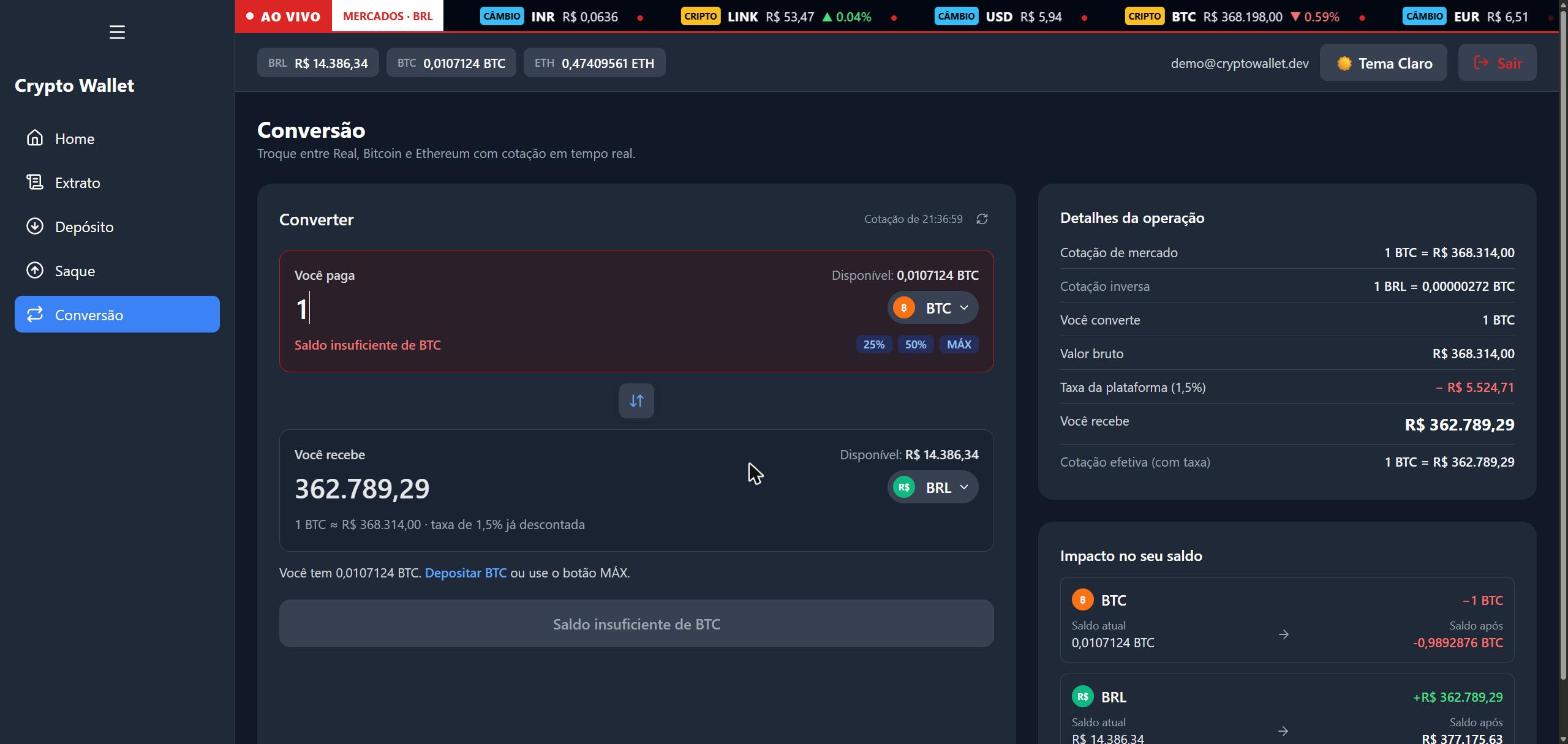 AO VIVO MERCADOS · BRL CÂMBIO INR R$ 0,0636 CRIPTO LINK R$ 53,47 ▲ 0.04% CÂMBIO USD R$ 5,94 CRIPTO BTC R$ 368.198,00 ▼ 0.59% CÂMBIO EUR R$ 6,51
BRL R$ 14.386,34 BTC 0,0107124 BTC ETH 0,47409561 ETH demo@cryptowallet.dev Tema Claro Sair
Crypto Wallet
Home
Extrato
Depósito
Saque
Conversão
Conversão
Troque entre Real, Bitcoin e Ethereum com cotação em tempo real.
Converter Cotação de 21:36:59
Você paga Disponível: 0,0107124 BTC
1 BTC
Saldo insuficiente de BTC 25% 50% MÁX
Você recebe Disponível: R$ 14.386,34
362.789,29 R$ BRL
1 BTC ≈ R$ 368.314,00 · taxa de 1,5% já descontada
Você tem 0,0107124 BTC. Depositar BTC ou use o botão MÁX.
Saldo insuficiente de BTC
Detalhes da operação
Cotação de mercado 1 BTC = R$ 368.314,00
Cotação inversa 1 BRL = 0,00000272 BTC
Você converte 1 BTC
Valor bruto R$ 368.314,00
Taxa da plataforma (1,5%) − R$ 5.524,71
Você recebe R$ 362.789,29
Cotação efetiva (com taxa) 1 BTC = R$ 362.789,29
Impacto no seu saldo
BTC −1 BTC
Saldo atual Saldo após
0,0107124 BTC → -0,9892876 BTC
R$ BRL +R$ 362.789,29
Saldo atual Saldo após
R$ 14.386,34 → R$ 377.175,63